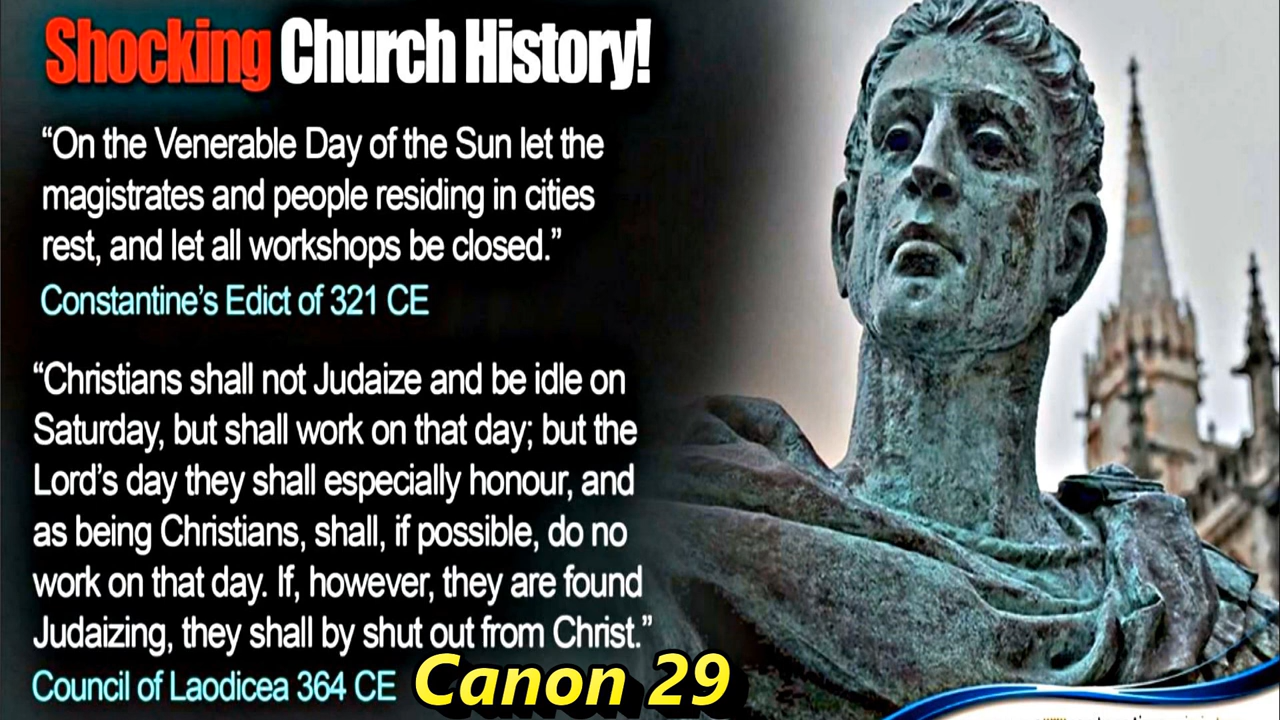 Shocking Church History!
“On the Venerable Day of the Sun let the
magistrates and people residing in cities
rest, and let all workshops be closed.”
Constantine’s Edict of 321 CE
“Christians shall not Judaize and be idle on
Saturday, but shall work on that day; but the
Lord’s day they shall especially honour, and
as being Christians, shall, if possible, do no
work on that day. If, however, they are found
Judaizing, they shall by shut out from Christ.”
Council of Laodicea 364 CE Canon 29